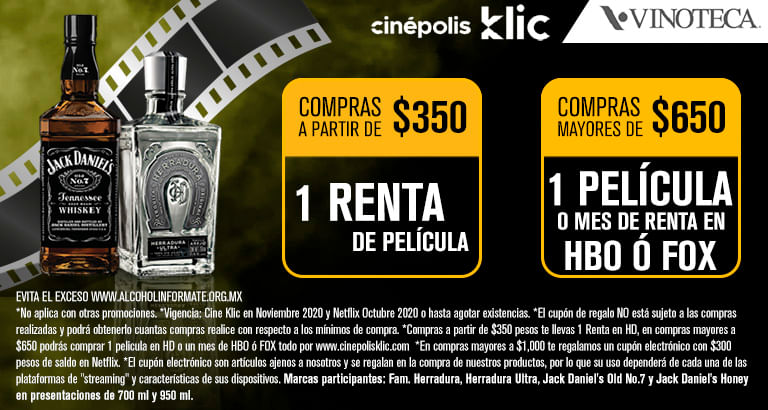 cinépolis klic
VINOTECA
COMPRAS
A PARTIR DE $350
1 RENTA
DE PELÍCULA
COMPRAS
MAYORES DE $650
1 PELÍCULA
O MES DE RENTA EN
HBO Ó FOX
JACK DANIEL'S
OLD
No.7
Tennessee
WHISKEY
HERRADURA
HERRADURA
ULTRA
AÑEJO
EVITA EL EXCESO WWW.ALCOHOLINFORMATE.ORG.MX
*No aplica con otras promociones. *Vigencia: Cine Klic en Noviembre 2020 y Netflix Octubre 2020 o hasta agotar existencias. *El cupón de regalo NO está sujeto a las compras
realizadas y podrá obtenerlo cuantas compras realice con respecto a los mínimos de compra. *Compras a partir de $350 pesos te llevas 1 Renta en HD, en compras mayores a
$650 podrás comprar 1 pelicula en HD o un mes de HBO ó FOX todo por www.cinepolisklic.com *En compras mayores a $1,000 te regalamos un cupón electrónico con $300
pesos de saldo en Netflix. *El cupón electrónico son artículos ajenos a nosotros y se regalan en la compra de nuestros productos, por lo que su uso dependerá de cada una de las
plataformas de "streaming" y características de sus dispositivos. Marcas participantes: Fam. Herradura, Herradura Ultra, Jack Daniel's Old No.7 y Jack Daniel's Honey
en presentaciones de 700 ml y 950 ml.